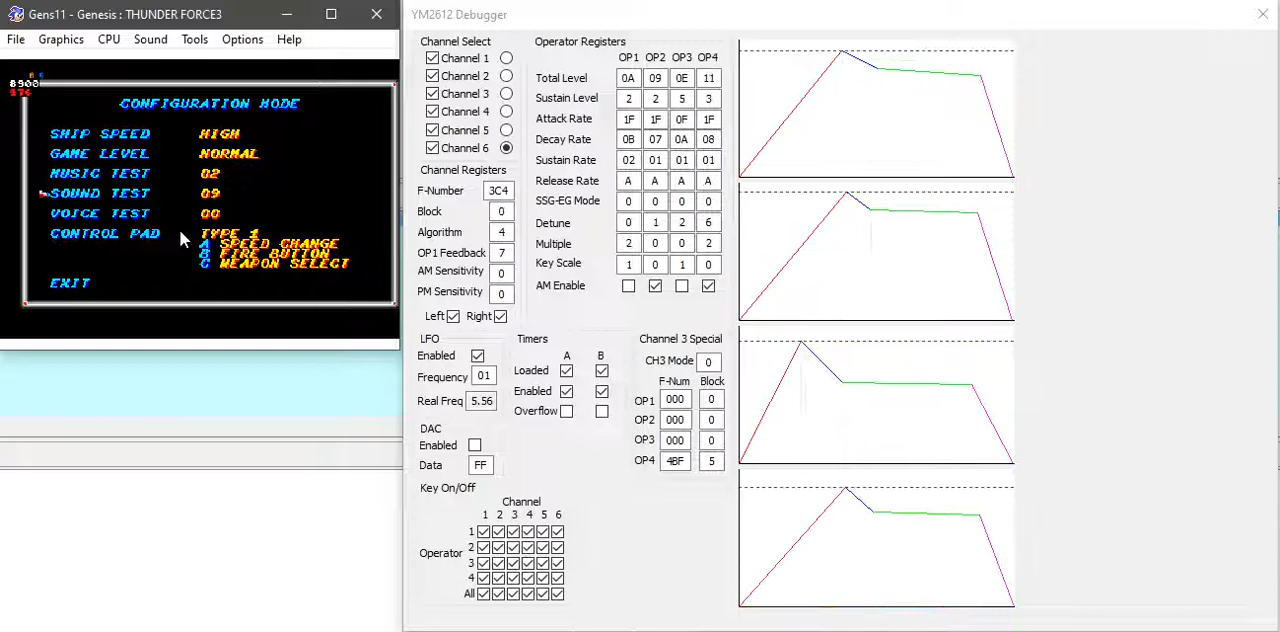 Gens11 - Genesis : THUNDER FORCE3
File Graphics CPU Sound Tools Options Help
8900
CONFIGURATION MODE
SHIP SPEED HIGH
GAME LEVEL NORMAL
MUSIC TEST 02
SOUND TEST 09
VOICE TEST 00
CONTROL PAD TYPE 1
A SPEED CHANGE
B FIRE BUTTON
C WEAPON SELECT
EXIT
YM2612 Debugger
Channel Select
Channel 1
Channel 2
Channel 3
Channel 4
Channel 5
Channel 6
Channel Registers
F-Number 3C4
Block 0
Algorithm 4
OP1 Feedback 7
AM Sensitivity 0
PM Sensitivity 0
Left Right
Operator Registers
OP1 OP2 OP3 OP4
Total Level 0A 09 0E 11
Sustain Level 2 2 5 3
Attack Rate 1F 1F 0F 1F
Decay Rate 0B 07 0A 08
Sustain Rate 02 01 01 01
Release Rate A A A A
SSG-EG Mode 0 0 0 0
Detune 0 1 2 6
Multiple 2 0 0 2
Key Scale 1 0 1 0
AM Enable
LFO
Enabled
Frequency 01
Real Freq 5.56
Timers
A B
Loaded
Enabled
Overflow
Channel 3 Special
CH3 Mode 0
F-Num Block
OP1 000 0
OP2 000 0
OP3 000 0
OP4 4BF 5
DAC
Enabled
Data FF
Key On/Off
Channel
1 2 3 4 5 6
Operator
1
2
3
4
All